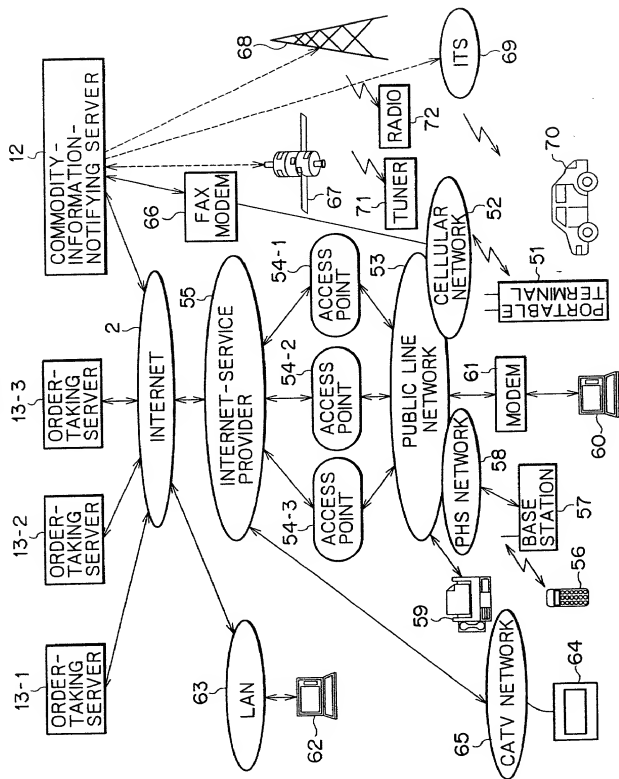 13-1
ORDER-
TAKING
SERVER
13-2
ORDER-
TAKING
SERVER
13-3
ORDER-
TAKING
SERVER
12
COMMODITY-
INFORMATION-
NOTIFYING SERVER
2
INTERNET
63
LAN
62
55
INTERNET-SERVICE
PROVIDER
66
FAX
MODEM
67
68
69
ITS
54-3
ACCESS
POINT
54-2
ACCESS
POINT
54-1
ACCESS
POINT
71
TUNER
72
RADIO
53
PUBLIC LINE
NETWORK
52
CELLULAR NETWORK
65
CATV NETWORK
64
59
58
PHS NETWORK
57
BASE
STATION
56
61
MODEM
60
51
PORTABLE
TERMINAL
70